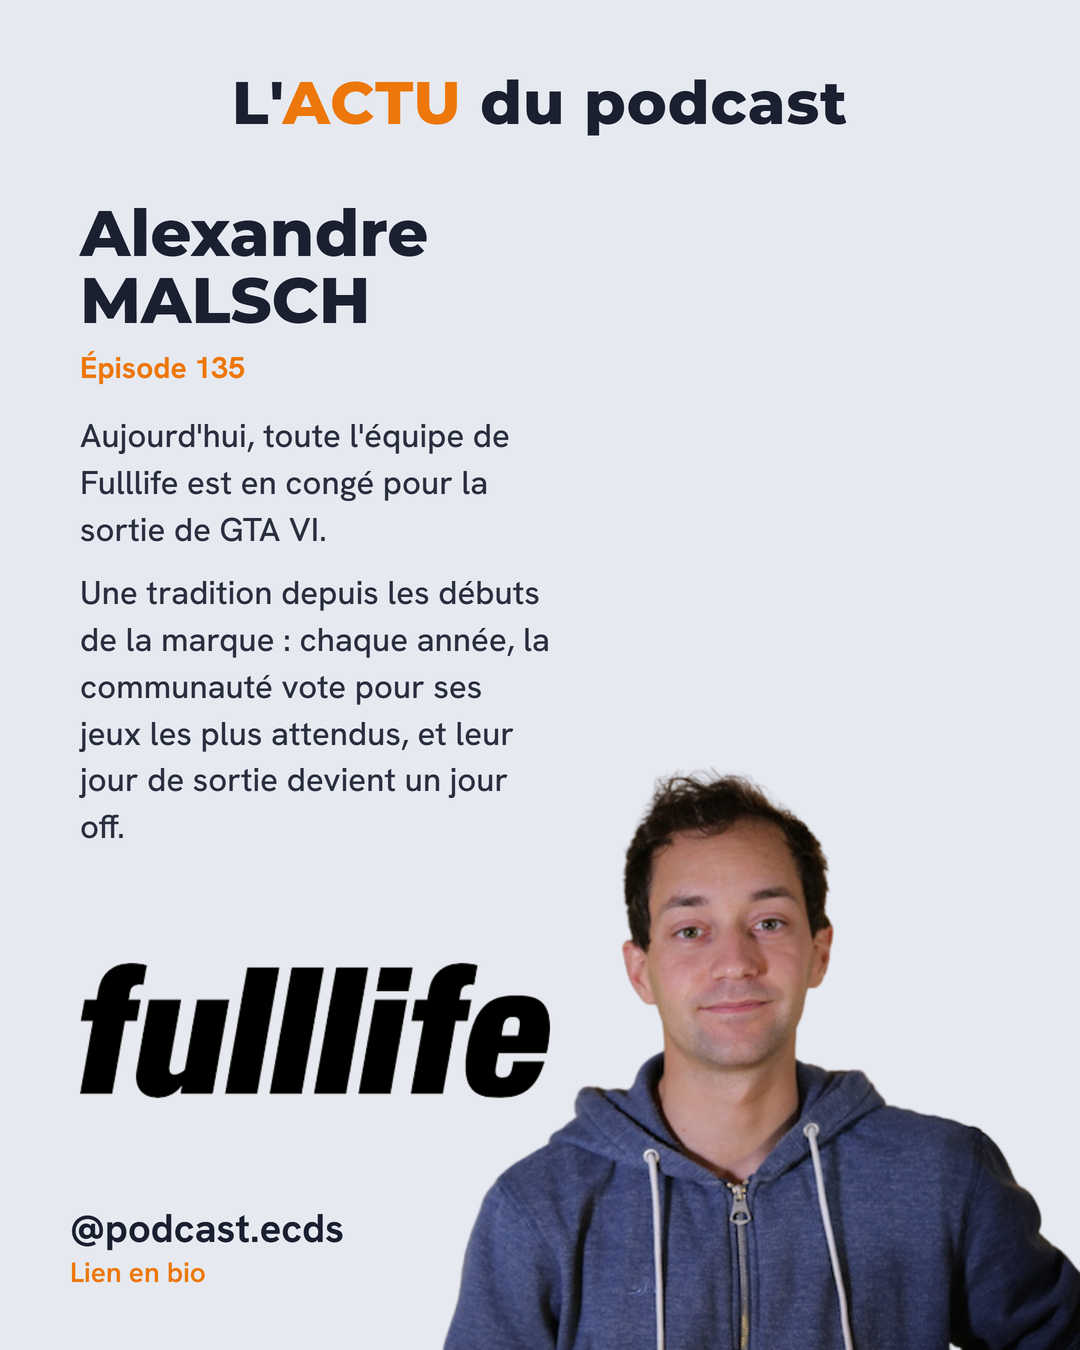 L'ACTU du podcast
Alexandre
MALSCH
Épisode 135
Aujourd'hui, toute l'équipe de
Fulllife est en congé pour la
sortie de GTA VI.
Une tradition depuis les débuts
de la marque : chaque année, la
communauté vote pour ses
jeux les plus attendus, et leur
jour de sortie devient un jour
off.
fulllife
@podcast.ecds
Lien en bio